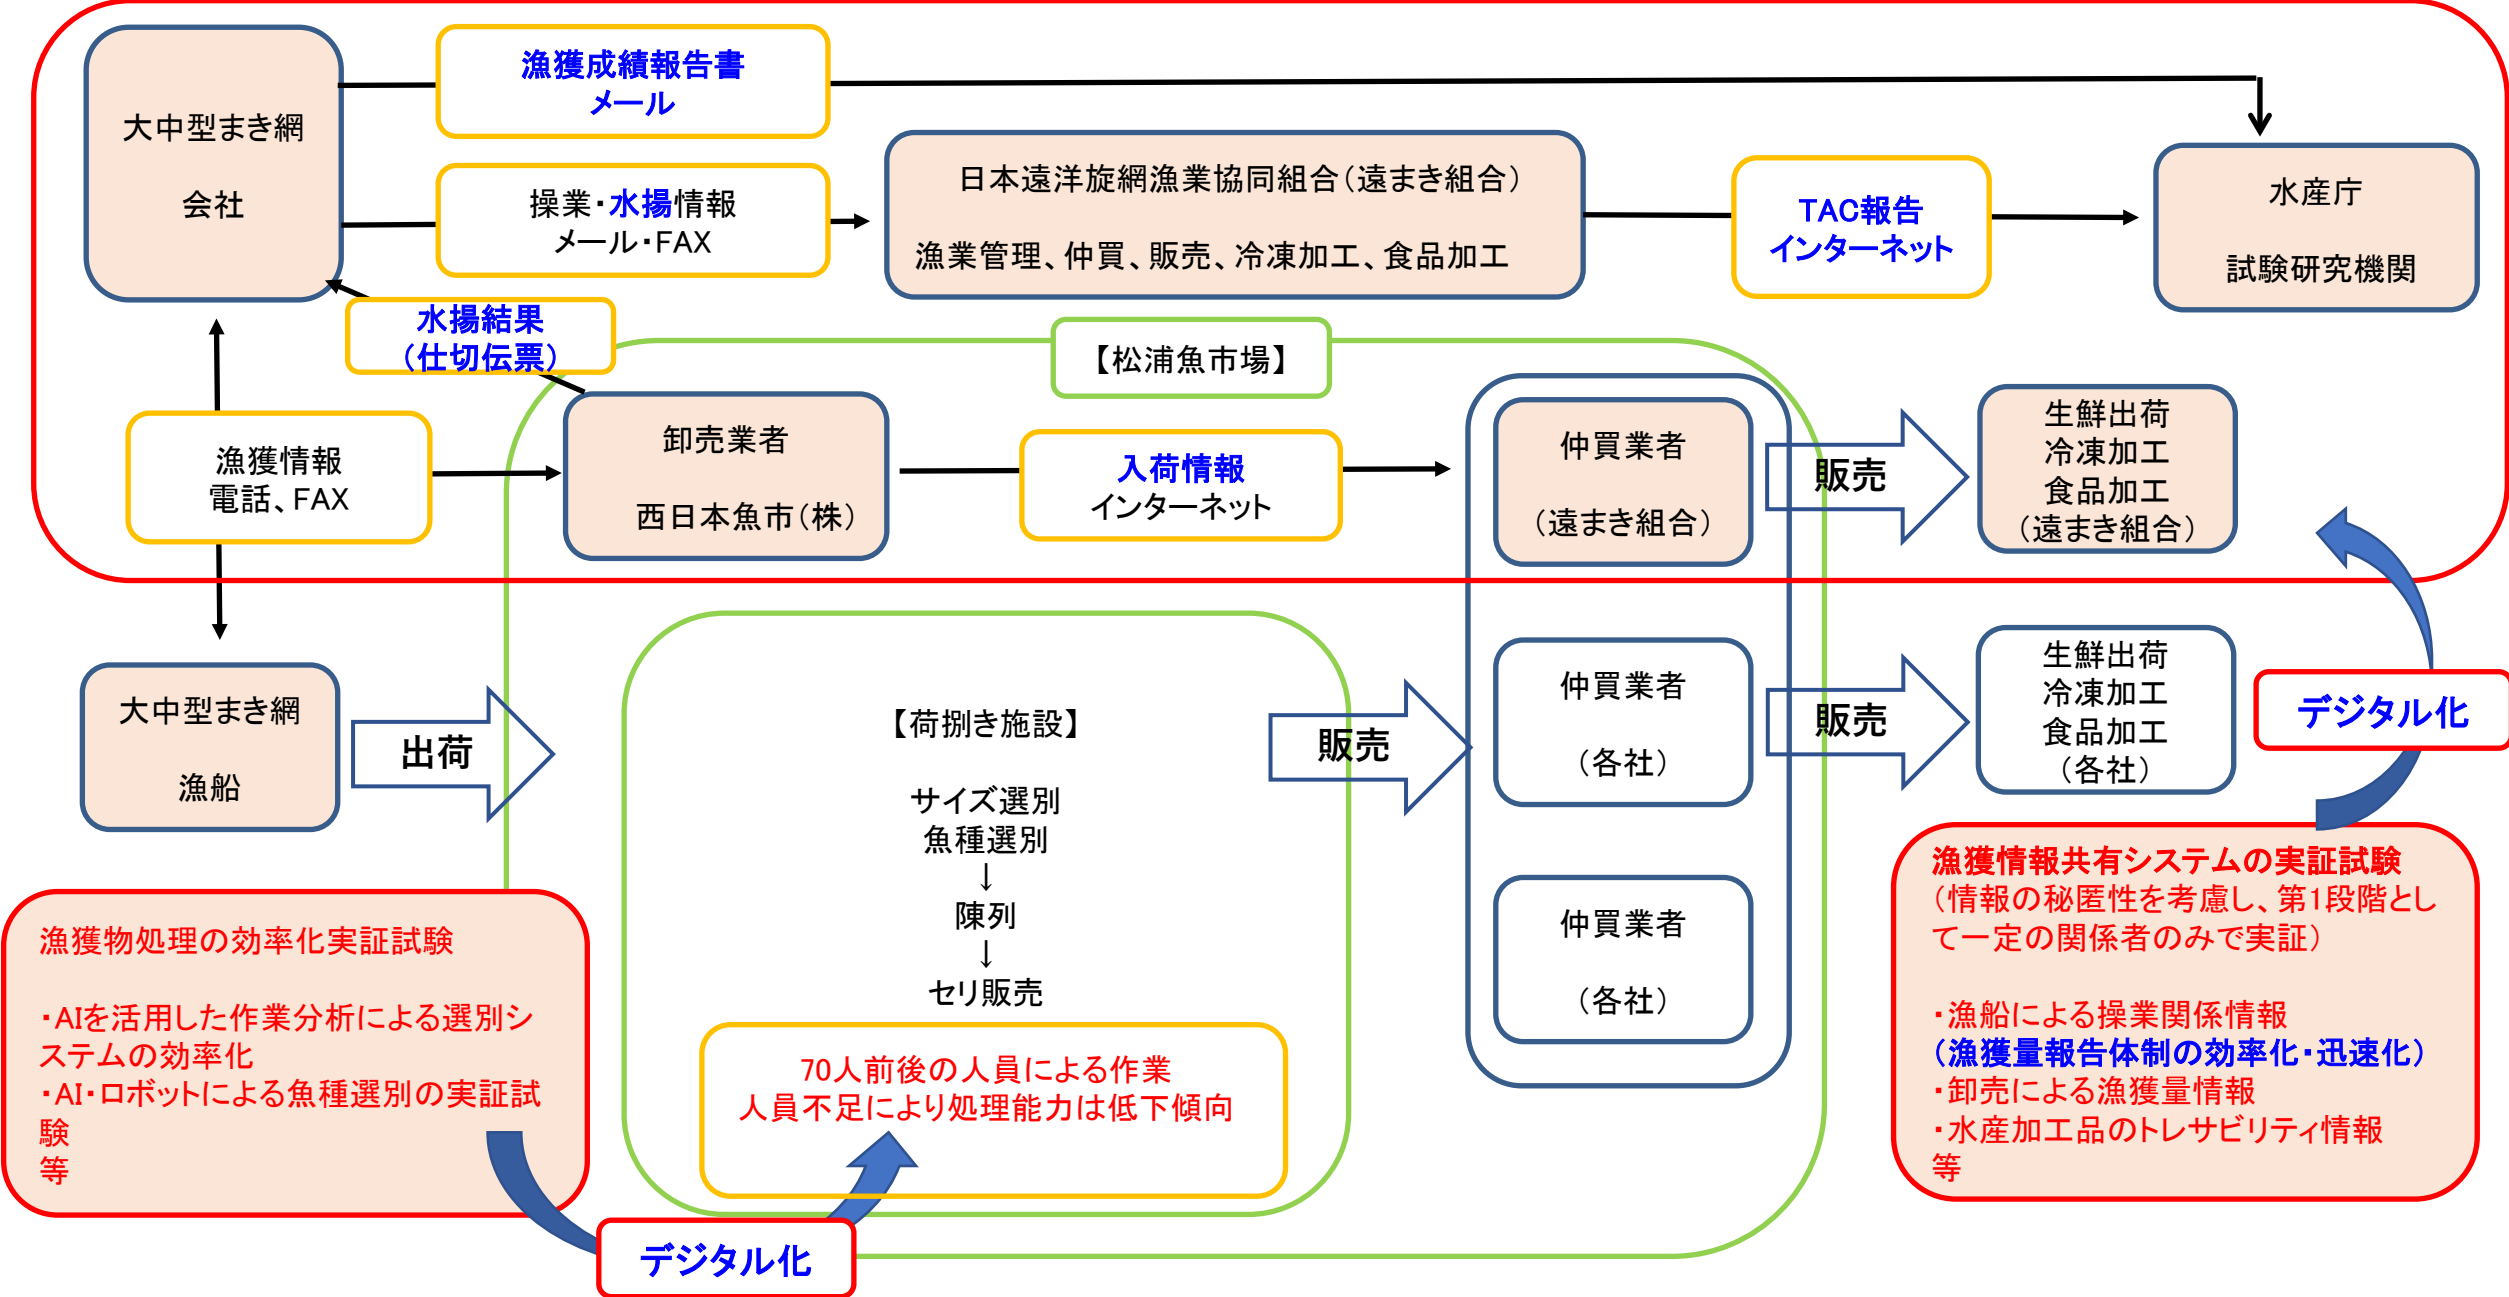 大中型まき網
会社
漁獲成績報告書
メール
操業・水揚情報
メール・FAX
日本遠洋旋網漁業協同組合（遠まき組合）
漁業管理、仲買、販売、冷凍加工、食品加工
TAC報告
インターネット
水産庁
試験研究機関
水揚結果
（仕切伝票）
【松浦魚市場】
漁獲情報
電話、FAX
卸売業者
西日本魚市（株）
入荷情報
インターネット
仲買業者
（遠まき組合）
販売
生鮮出荷
冷凍加工
食品加工
（遠まき組合）
大中型まき網
漁船
出荷
【荷捌き施設】
サイズ選別
魚種選別
↓
陳列
↓
セリ販売
70人前後の人員による作業
人員不足により処理能力は低下傾向
販売
仲買業者
（各社）
仲買業者
（各社）
販売
生鮮出荷
冷凍加工
食品加工
（各社）
デジタル化
漁獲物処理の効率化実証試験
・AIを活用した作業分析による選別シ
ステムの効率化
・AI・ロボットによる魚種選別の実証試
験
等
デジタル化
漁獲情報共有システムの実証試験
（情報の秘匿性を考慮し、第1段階とし
て一定の関係者のみで実証）
・漁船による操業関係情報
（漁獲量報告体制の効率化・迅速化）
・卸売による漁獲量情報
・水産加工品のトレサビリティ情報
等